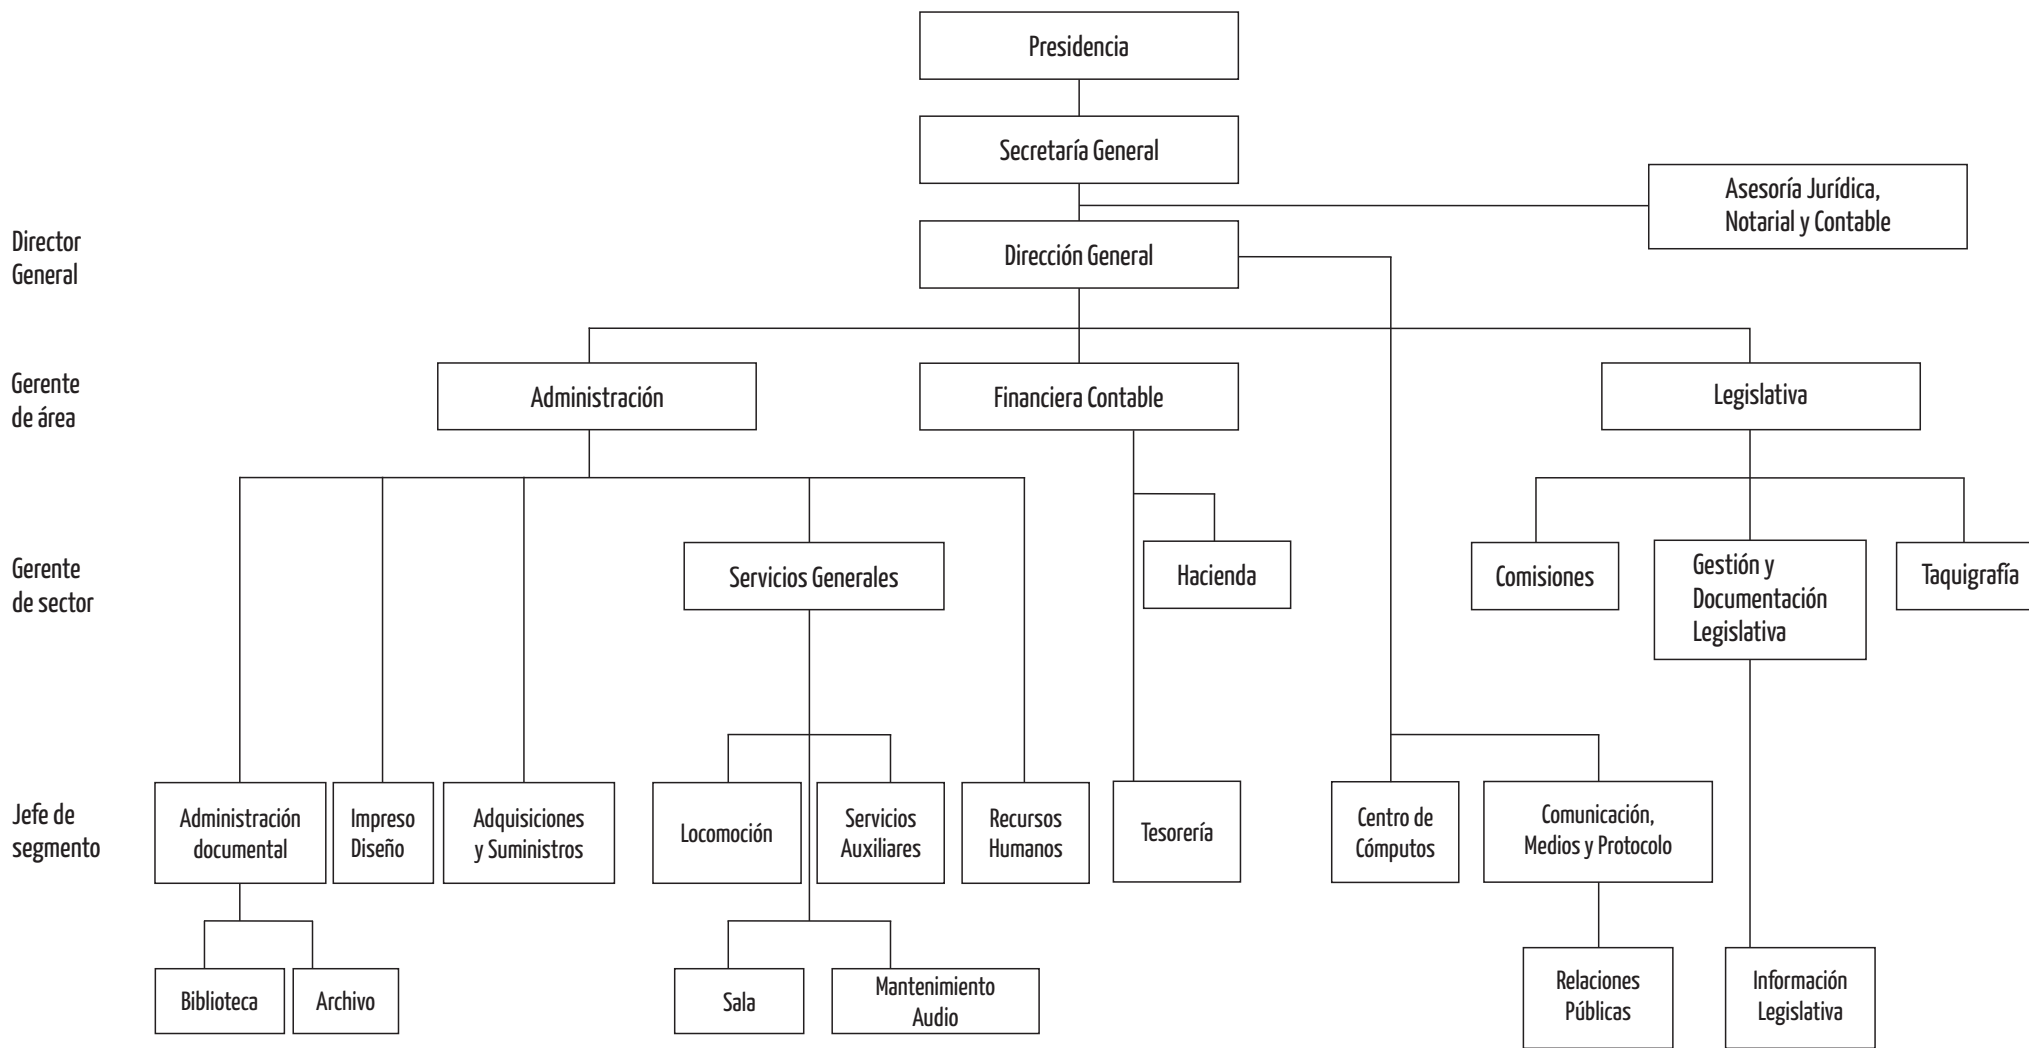 Presidencia
Secretaría General
Asesoría Jurídica,
Notarial y Contable
Director
General
Dirección General
Gerente
de área
Administración
Financiera Contable
Legislativa
Gerente
de sector
Servicios Generales
Hacienda
Comisiones
Gestión y
Documentación
Legislativa
Taquigrafía
Jefe de
segmento
Administración
documental
Impreso
Diseño
Adquisiciones
y Suministros
Locomoción
Servicios
Auxiliares
Recursos
Humanos
Tesorería
Centro de
Cómputos
Comunicación,
Medios y Protocolo
Biblioteca
Archivo
Sala
Mantenimiento
Audio
Relaciones
Públicas
Información
Legislativa